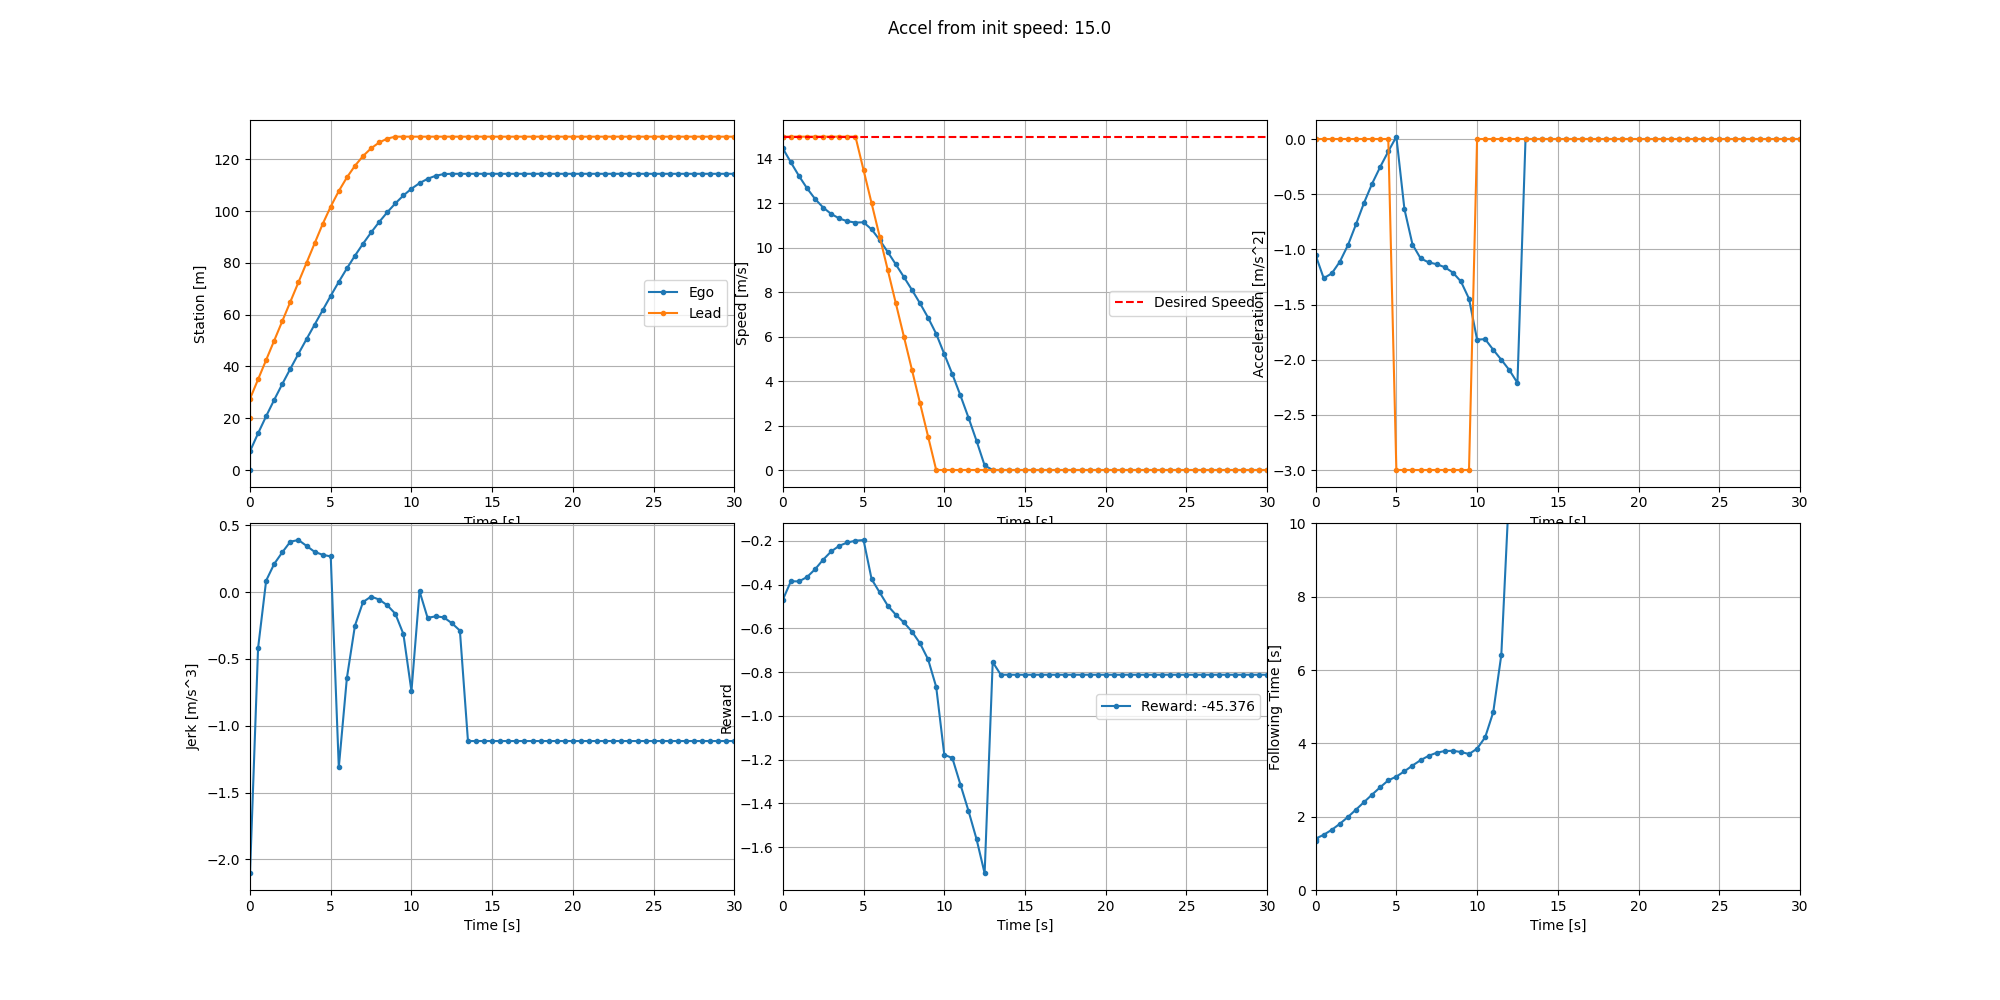 Accel from init speed: 15.0
Station [m]
120
100
80
60
40
20
0
Ego
Lead
0 5 10 15 20 25 30
Time [s]
Speed [m/s]
14
12
10
8
6
4
2
0
Desired Speed
0 5 10 15 20 25 30
Time [s]
Acceleration [m/s^2]
0.0
−0.5
−1.0
−1.5
−2.0
−2.5
−3.0
0 5 10 15 20 25 30
Time [s]
Jerk [m/s^3]
0.5
0.0
−0.5
−1.0
−1.5
−2.0
0 5 10 15 20 25 30
Time [s]
Reward
−0.2
−0.4
−0.6
−0.8
−1.0
−1.2
−1.4
−1.6
Reward: -45.376
0 5 10 15 20 25 30
Time [s]
Following Time [s]
10
8
6
4
2
0
0 5 10 15 20 25 30
Time [s]